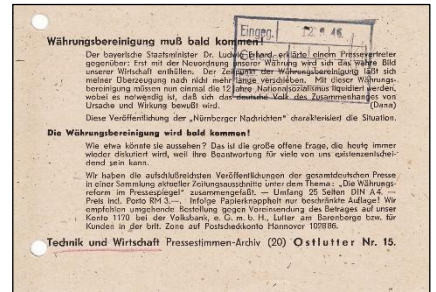 Eingeg. 12. 8. 46
Währungsbereinigung muß bald kommen!
Der bayerische Staatsminister Dr. Ludwig Erhard erklärte einem Pressevertreter
gegenüber: Erst mit der Neuordnung unserer Währung wird sich das wahre Bild
unserer Wirtschaft enthüllen. Der Zeitpunkt der Währungsbereinigung läßt sich
meiner Überzeugung nach nicht mehr lange verschieben. Mit dieser Währungs-
bereinigung müssen nun einmal die 12 Jahre Nationalsozialismus liquidiert werden,
wobei es notwendig ist, daß sich das deutsche Volk des Zusammenhanges von
Ursache und Wirkung bewußt wird. (Dana)
Diese Veröffentlichung der „Nürnberger Nachrichten" charakterisiert die Situation.
Die Währungsbereinigung wird bald kommen!
Wie etwa könnte sie aussehen? Das ist die große offene Frage, die heute immer
wieder diskutiert wird, weil ihre Beantwortung für viele von uns existenzentschei-
dend sein kann.
Wir haben die aufschlußreichsten Veröffentlichungen der gesamtdeutschen Presse
in einer Sammlung aktueller Zeitungsausschnitte unter dem Thema: „Die Währungs-
reform im Pressespiegel" zusammengefaßt. — Umfang 25 Seiten DIN A 4. —
Preis incl. Porto RM 3.—. Infolge Papierknappheit nur beschränkte Auflage! Wir
empfehlen umgehende Bestellung gegen Voreinsendung des Betrages auf unser
Konto 1170 bei der Volksbank, e. G. m. b. H., Lutter am Barenberge bzw. für
Kunden in der brit. Zone auf Postscheckkonto Hannover 102886.
Technik und Wirtschaft Pressestimmen-Archiv (20) Ostlutter Nr. 15.